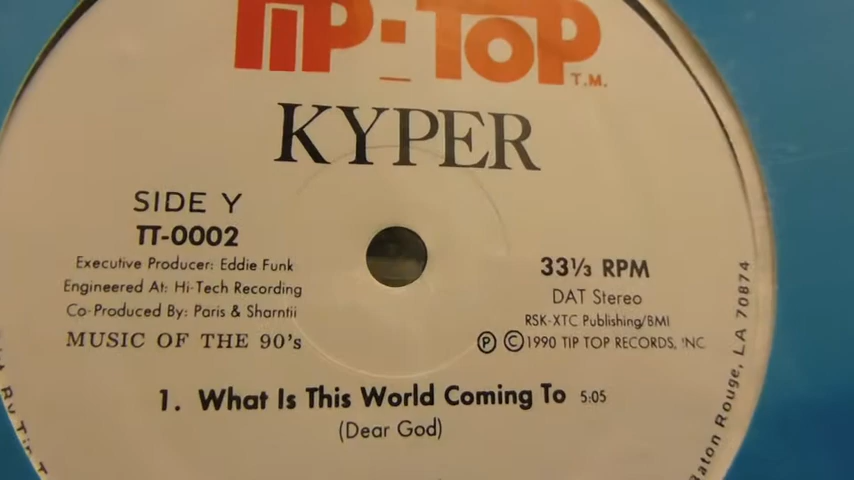 TIP-TOP T.M.
KYPER
SIDE Y
TT-0002
Executive Producer: Eddie Funk
Engineered At: Hi-Tech Recording
Co-Produced By: Paris & Sharntii
MUSIC OF THE 90's
33⅓ RPM
DAT Stereo
RSK-XTC Publishing/BMI
Ⓟ ©1990 TIP TOP RECORDS, INC
1. What Is This World Coming To 5:05
(Dear God)
Baton Rouge, LA 70874